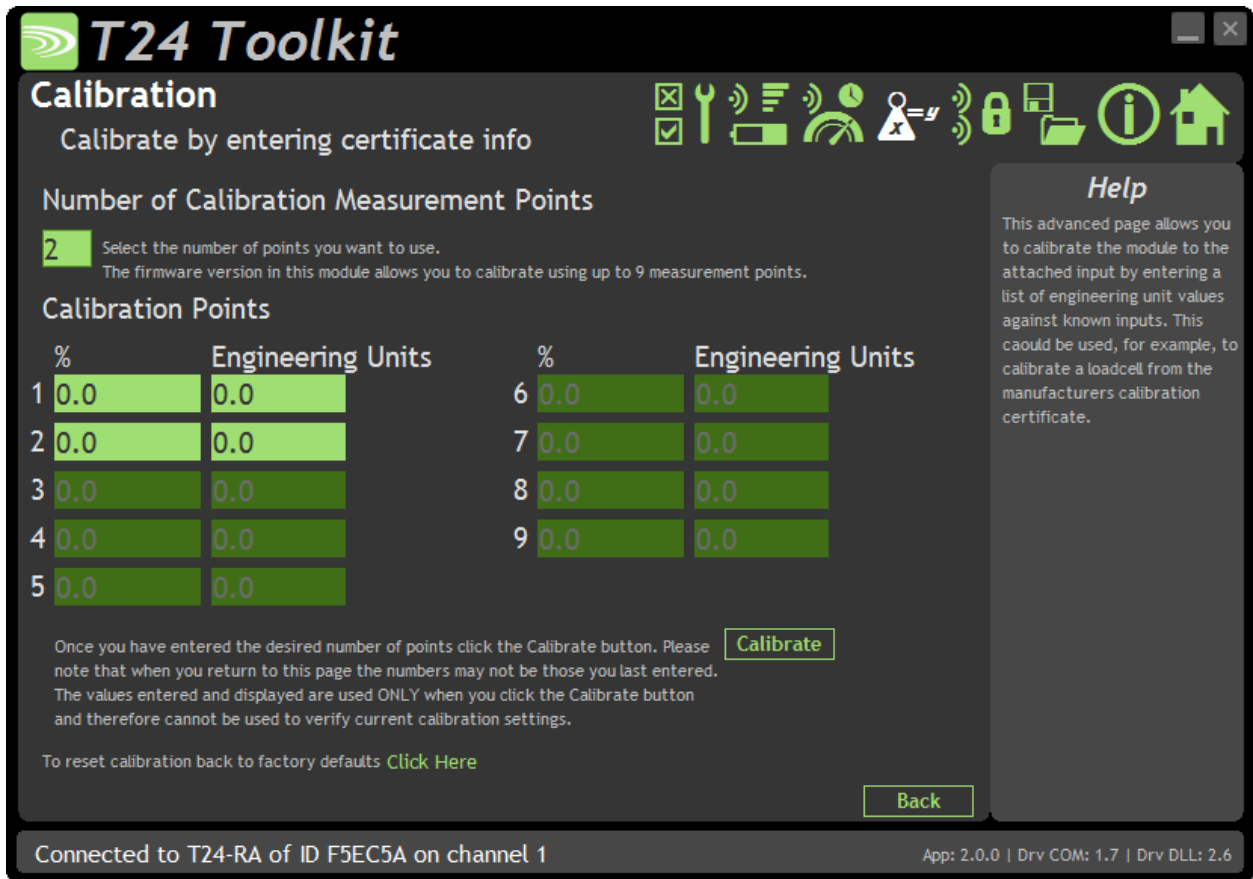 T24 Toolkit
Calibration
Calibrate by entering certificate info
x=y
Number of Calibration Measurement Points
2
Select the number of points you want to use.
The firmware version in this module allows you to calibrate using up to 9 measurement points.
Calibration Points
% Engineering Units % Engineering Units
1 0.0 0.0 6 0.0 0.0
2 0.0 0.0 7 0.0 0.0
3 0.0 0.0 8 0.0 0.0
4 0.0 0.0 9 0.0 0.0
5 0.0 0.0
Once you have entered the desired number of points click the Calibrate button. Please
note that when you return to this page the numbers may not be those you last entered.
The values entered and displayed are used ONLY when you click the Calibrate button
and therefore cannot be used to verify current calibration settings.
Calibrate
To reset calibration back to factory defaults Click Here
Back
Help
This advanced page allows you
to calibrate the module to the
attached input by entering a
list of engineering unit values
against known inputs. This
caould be used, for example, to
calibrate a loadcell from the
manufacturers calibration
certificate.
Connected to T24-RA of ID F5EC5A on channel 1
App: 2.0.0 | Drv COM: 1.7 | Drv DLL: 2.6